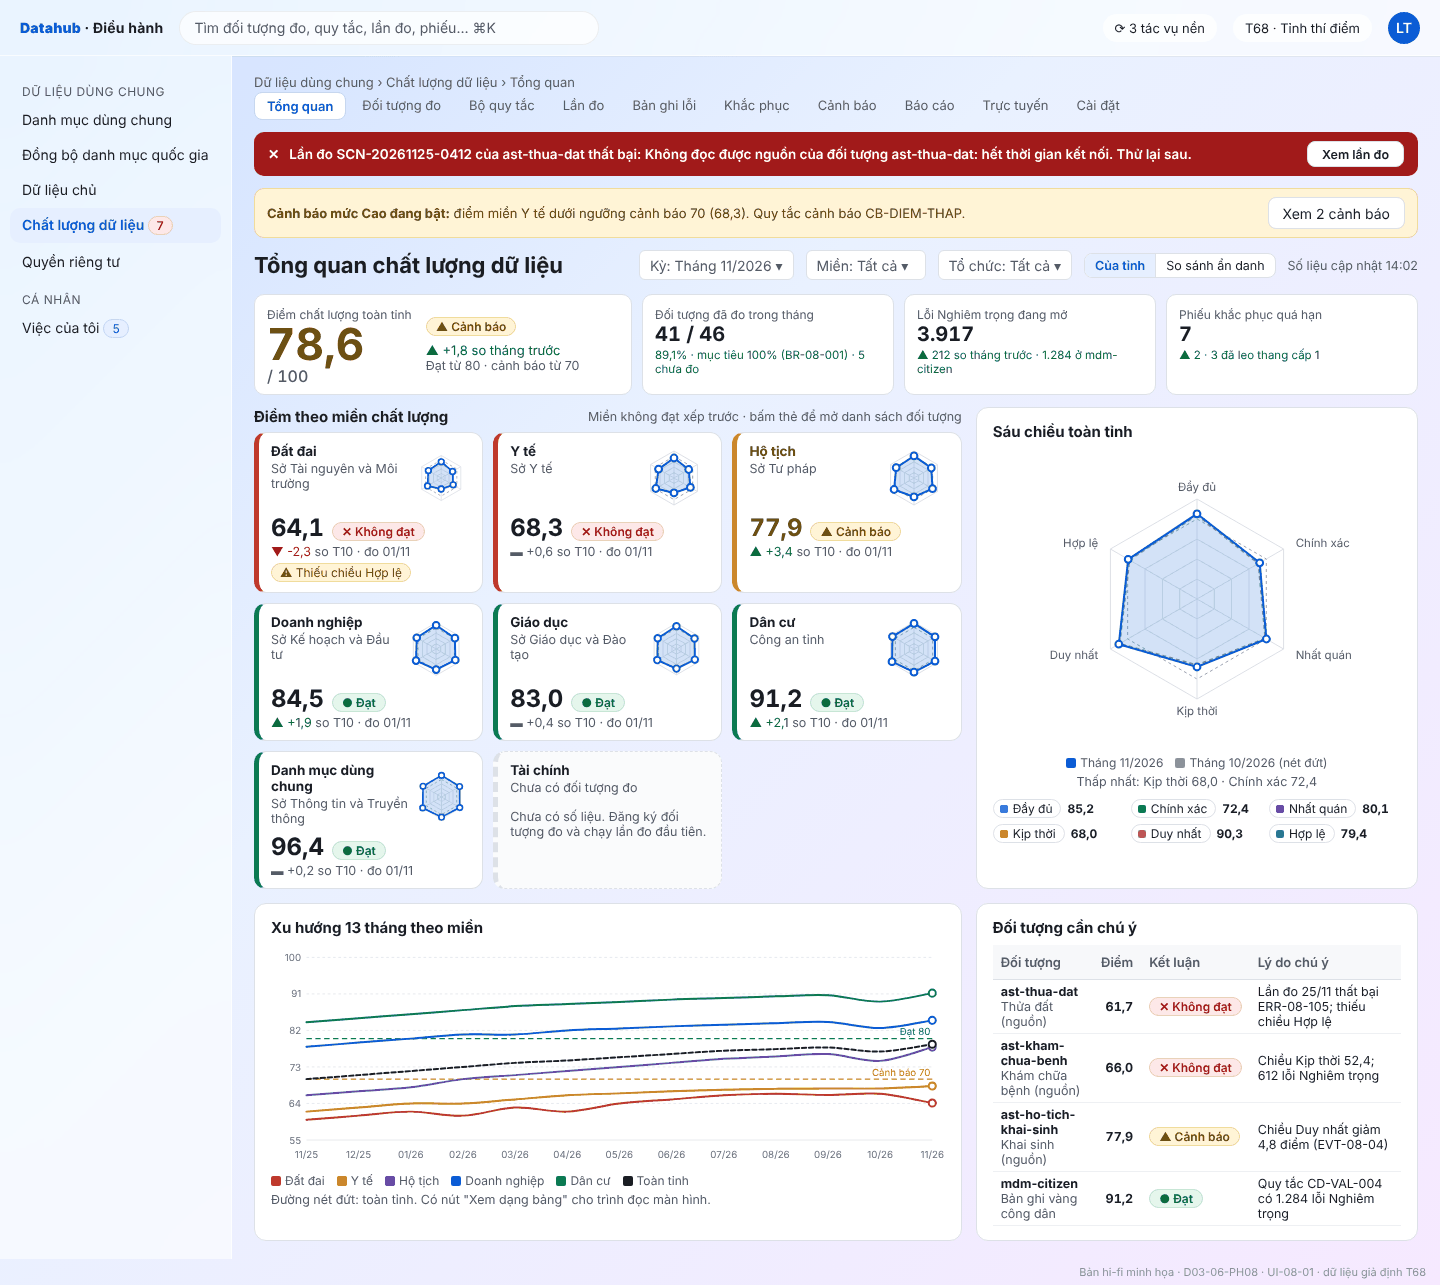 Datahub · Điều hành
Tìm đối tượng đo, quy tắc, lần đo, phiếu... ⌘K
⟳ 3 tác vụ nền
T68 · Tỉnh thí điểm
LT
DỮ LIỆU DÙNG CHUNG
Danh mục dùng chung
Đồng bộ danh mục quốc gia
Dữ liệu chủ
Chất lượng dữ liệu 7
Quyền riêng tư
CÁ NHÂN
Việc của tôi 5
Dữ liệu dùng chung › Chất lượng dữ liệu › Tổng quan
Tổng quan
Đối tượng đo
Bộ quy tắc
Lần đo
Bản ghi lỗi
Khắc phục
Cảnh báo
Báo cáo
Trực tuyến
Cài đặt
✕ Lần đo SCN-20261125-0412 của ast-thua-dat thất bại: Không đọc được nguồn của đối tượng ast-thua-dat: hết thời gian kết nối. Thử lại sau.
Xem lần đo
Cảnh báo mức Cao đang bật: điểm miền Y tế dưới ngưỡng cảnh báo 70 (68,3). Quy tắc cảnh báo CB-DIEM-THAP.
Xem 2 cảnh báo
Tổng quan chất lượng dữ liệu
Kỳ: Tháng 11/2026 ▾
Miền: Tất cả ▾
Tổ chức: Tất cả ▾
Của tỉnh
So sánh ẩn danh
Số liệu cập nhật 14:02
Điểm chất lượng toàn tỉnh
78,6
/ 100
▲ Cảnh báo
▲ +1,8 so tháng trước
Đạt từ 80 · cảnh báo từ 70
Đối tượng đã đo trong tháng
41 / 46
89,1% · mục tiêu 100% (BR-08-001) · 5
chưa đo
Lỗi Nghiêm trọng đang mở
3.917
▲ 212 so tháng trước · 1.284 ở mdm-
citizen
Phiếu khắc phục quá hạn
7
▲ 2 · 3 đã leo thang cấp 1
Điểm theo miền chất lượng
Miền không đạt xếp trước · bấm thẻ để mở danh sách đối tượng
Đất đai
Sở Tài nguyên và Môi
trường
64,1 ✕ Không đạt
▼ -2,3 so T10 · đo 01/11
⚠ Thiếu chiều Hợp lệ
Y tế
Sở Y tế
68,3 ✕ Không đạt
▬ +0,6 so T10 · đo 01/11
Hộ tịch
Sở Tư pháp
77,9 ▲ Cảnh báo
▲ +3,4 so T10 · đo 01/11
Doanh nghiệp
Sở Kế hoạch và Đầu
tư
84,5 ● Đạt
▲ +1,9 so T10 · đo 01/11
Giáo dục
Sở Giáo dục và Đào
tạo
83,0 ● Đạt
▬ +0,4 so T10 · đo 01/11
Dân cư
Công an tỉnh
91,2 ● Đạt
▲ +2,1 so T10 · đo 01/11
Danh mục dùng
chung
Sở Thông tin và Truyền
thông
96,4 ● Đạt
▬ +0,2 so T10 · đo 01/11
Tài chính
Chưa có đối tượng đo
Chưa có số liệu. Đăng ký đối
tượng đo và chạy lần đo đầu tiên.
Sáu chiều toàn tỉnh
Đầy đủ
Hợp lệ
Chính xác
Duy nhất
Nhất quán
Kịp thời
Tháng 11/2026
Tháng 10/2026 (nét đứt)
Thấp nhất: Kịp thời 68,0 · Chính xác 72,4
Đầy đủ 85,2
Chính xác 72,4
Nhất quán 80,1
Kịp thời 68,0
Duy nhất 90,3
Hợp lệ 79,4
Xu hướng 13 tháng theo miền
100
91
82
73
64
55
Đạt 80
Cảnh báo 70
11/25 12/25 01/26 02/26 03/26 04/26 05/26 06/26 07/26 08/26 09/26 10/26 11/26
Đất đai Y tế Hộ tịch Doanh nghiệp Dân cư Toàn tỉnh
Đường nét đứt: toàn tỉnh. Có nút "Xem dạng bảng" cho trình đọc màn hình.
Đối tượng cần chú ý
Đối tượng Điểm Kết luận Lý do chú ý
ast-thua-dat
Thửa đất
(nguồn)
61,7
✕ Không đạt
Lần đo 25/11 thất bại
ERR-08-105; thiếu
chiều Hợp lệ
ast-kham-
chua-benh
Khám chữa
bệnh (nguồn)
66,0
✕ Không đạt
Chiều Kịp thời 52,4;
612 lỗi Nghiêm trọng
ast-ho-tich-
khai-sinh
Khai sinh
(nguồn)
77,9
▲ Cảnh báo
Chiều Duy nhất giảm
4,8 điểm (EVT-08-04)
mdm-citizen
Bản ghi vàng
công dân
91,2
● Đạt
Quy tắc CD-VAL-004
có 1.284 lỗi Nghiêm
trọng
Bản hi-fi minh họa · D03-06-PH08 · UI-08-01 · dữ liệu giả định T68